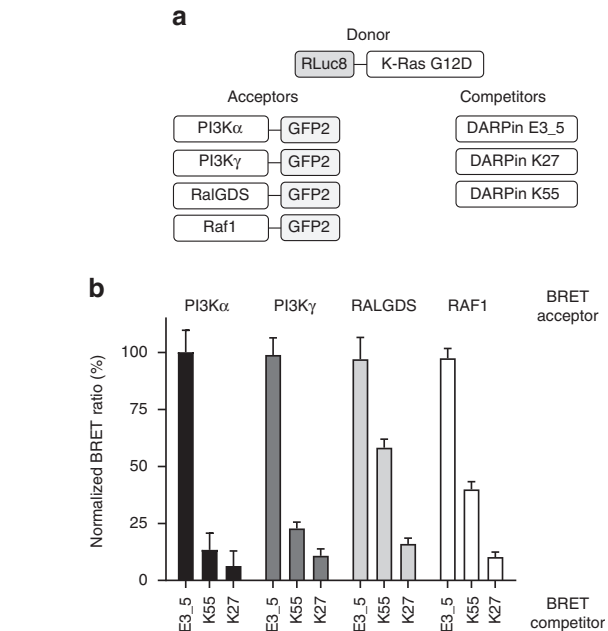 a
Donor
RLuc8 K-Ras G12D
Acceptors Competitors
PI3Kα GFP2 DARPin E3_5
PI3Kγ GFP2 DARPin K27
RalGDS GFP2 DARPin K55
Raf1 GFP2
b
PI3Kα PI3Kγ RALGDS RAF1 BRET
acceptor
Normalized BRET ratio (%)
100
75
50
25
0
E3_5 K55 K27 E3_5 K55 K27 E3_5 K55 K27 E3_5 K55 K27
BRET
competitor